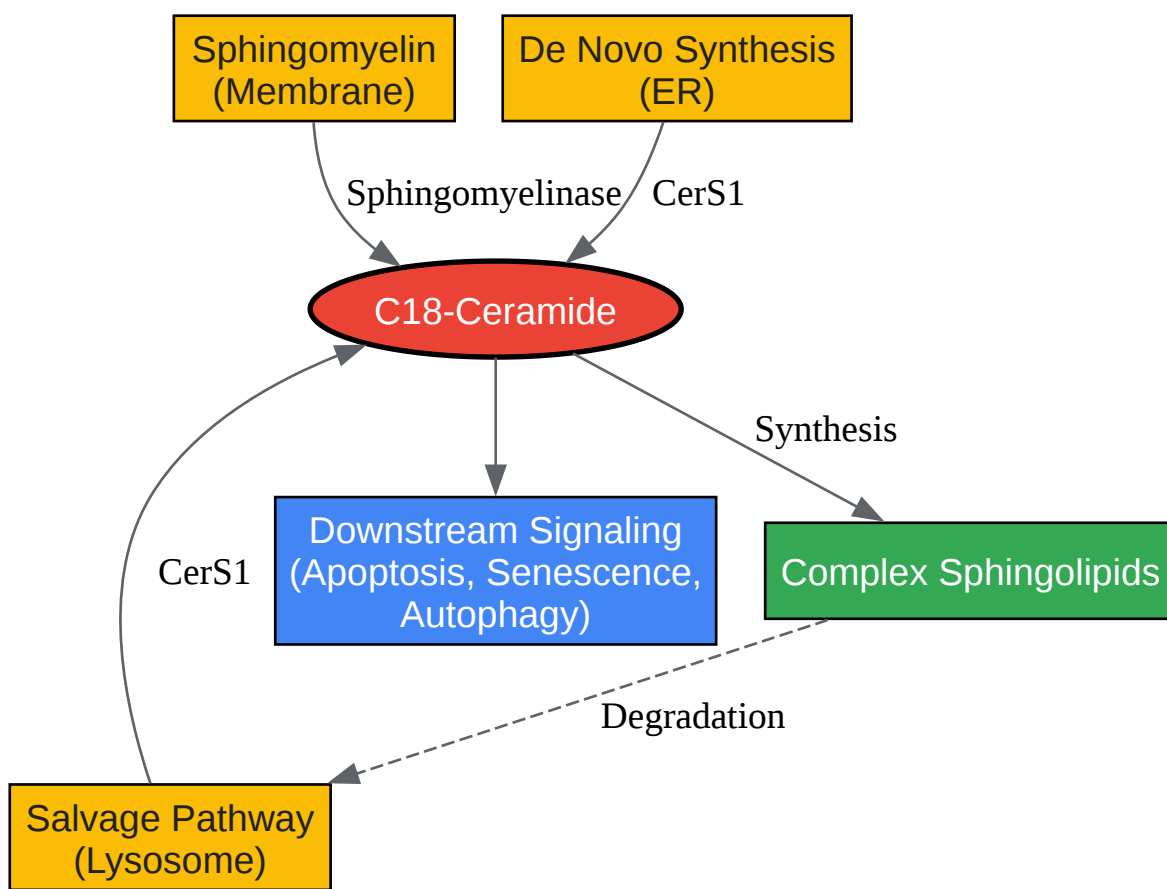 Sphingomyelin
(Membrane)
De Novo Synthesis
(ER)
Sphingomyelinase
CerS1
C18-Ceramide
Synthesis
Downstream Signaling
(Apoptosis, Senescence,
Autophagy)
CerS1
Complex Sphingolipids
Degradation
Salvage Pathway
(Lysosome)